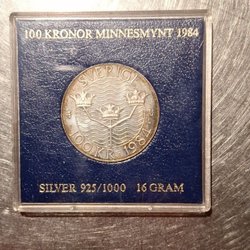 100 KRONOR MINNESMYNT 1984
SVERIGE
100 KR 1984
SILVER 925/1000 16 GRAM